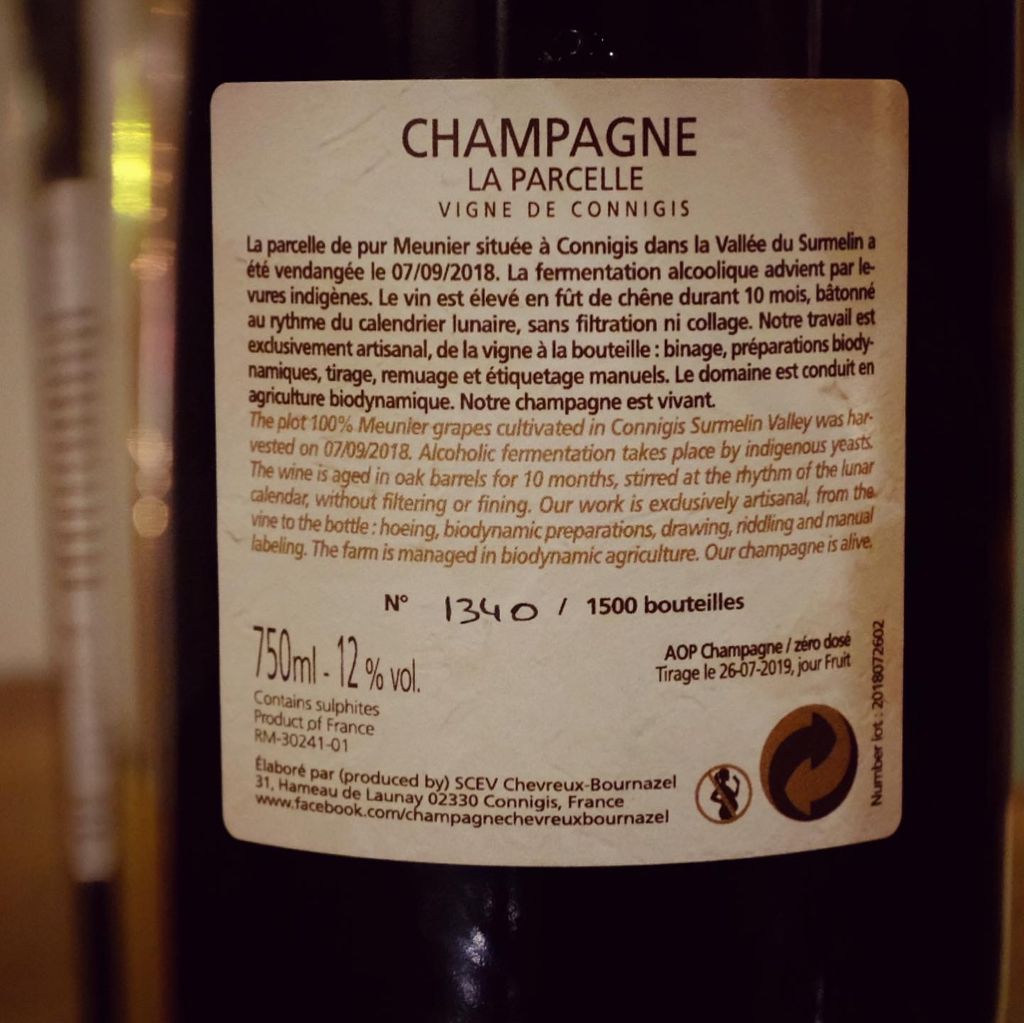 CHAMPAGNE
LA PARCELLE
VIGNE DE CONNIGIS
La parcelle de pur Meunier située à Connigis dans la Vallée du Surmelin a
été vendangée le 07/09/2018. La fermentation alcoolique advient par le-
vures indigènes. Le vin est élevé en fût de chêne durant 10 mois, bâtonné
au rythme du calendrier lunaire, sans filtration ni collage. Notre travail est
exclusivement artisanal, de la vigne à la bouteille : binage, préparations biody-
namiques, tirage, remuage et étiquetage manuels. Le domaine est conduit en
agriculture biodynamique. Notre champagne est vivant.
The plot 100% Meunier grapes cultivated in Connigis Surmelin Valley was har-
vested on 07/09/2018. Alcoholic fermentation takes place by indigenous yeasts.
The wine is aged in oak barrels for 10 months, stirred at the rhythm of the lunar
calendar, without filtering or fining. Our work is exclusively artisanal, from the
vine to the bottle : hoeing, biodynamic preparations, drawing, riddling and manual
labeling. The farm is managed in biodynamic agriculture. Our champagne is alive.
N° 1340 / 1500 bouteilles
750ml - 12 % vol.
AOP Champagne / zéro dosé
Tirage le 26-07-2019, jour Fruit
Contains sulphites
Product of France
RM-30241-01
Élaboré par (produced by) SCEV Chevreux-Bournazel
31, Hameau de Launay 02330 Connigis, France
www.facebook.com/champagnechevreuxbournazel
Number lot : 2018072602